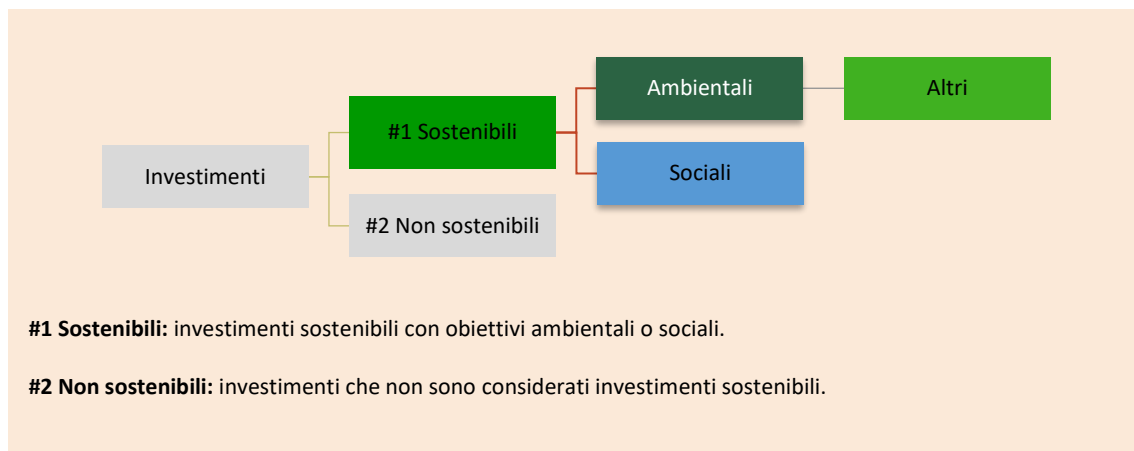 Ambientali
Altri
#1 Sostenibili
Investimenti
Sociali
#2 Non sostenibili
#1 Sostenibili: investimenti sostenibili con obiettivi ambientali o sociali.
#2 Non sostenibili: investimenti che non sono considerati investimenti sostenibili.